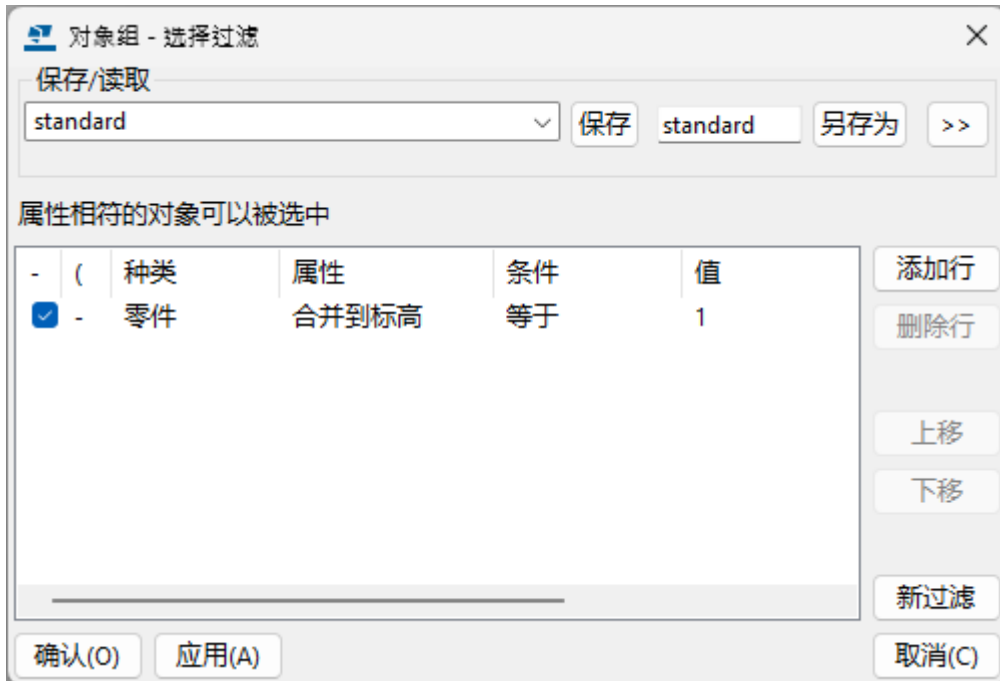 对象组 - 选择过滤
保存/读取
standard 保存 standard 另存为 >>
属性相符的对象可以被选中
- ( 种类 属性 条件 值 添加行
- 零件 合并到标高 等于 1 删除行
上移
下移
新过滤
确认(O) 应用(A) 取消(C)